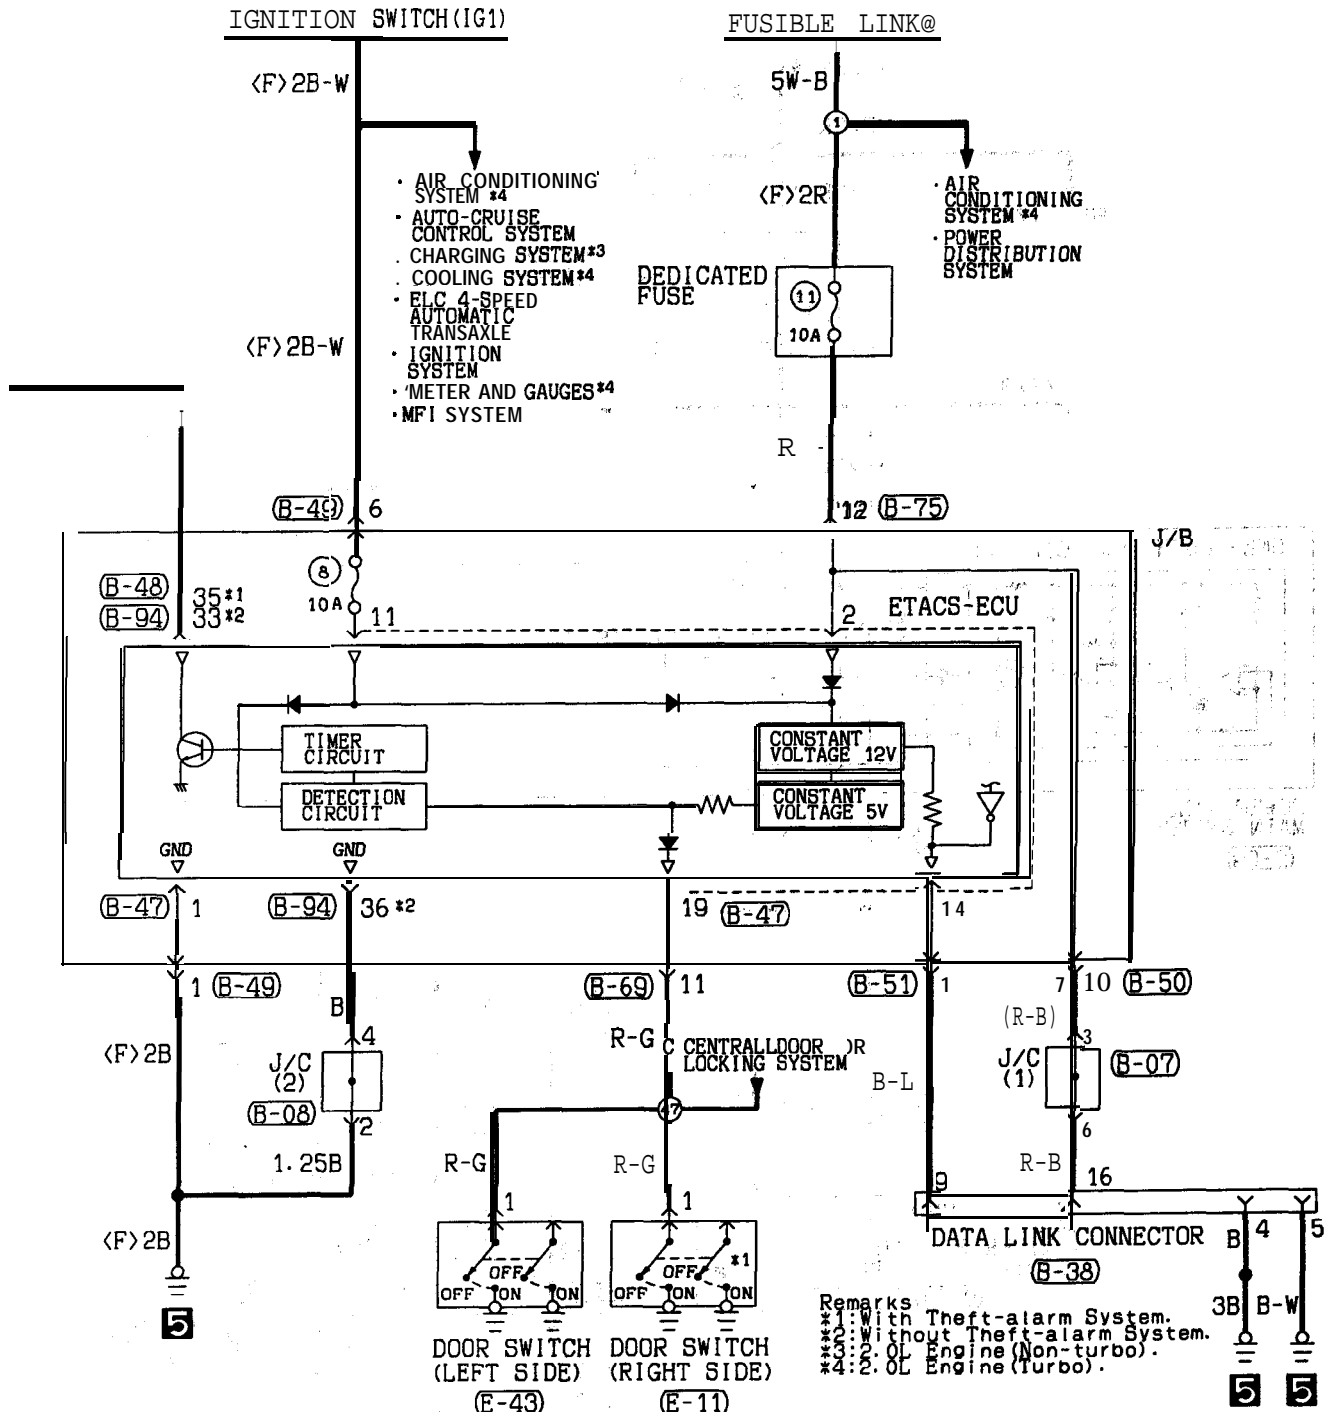 IGNITION SWITCH(IG1)
FUSIBLE LINK@
<F>2B-W
5W-B
1
· AIR CONDITIONING
SYSTEM *4
· AUTO-CRUISE
CONTROL SYSTEM
. CHARGING SYSTEM*3
. COOLING SYSTEM*4
· ELC 4-SPEED
AUTOMATIC
TRANSAXLE
· IGNITION
SYSTEM
· 'METER AND GAUGES*4
· MFI SYSTEM
<F>2R
· AIR
CONDITIONING
SYSTEM*4
· POWER
DISTRIBUTION
SYSTEM
DEDICATED
FUSE
11
10A
<F>2B-W
R
B-49 6
'12 B-75
J/B
8
10A
B-48 35*1
B-94 33*2
11
2
ETACS-ECU
TIMER
CIRCUIT
DETECTION
CIRCUIT
CONSTANT
VOLTAGE 12V
CONSTANT
VOLTAGE 5V
GND
GND
B-47 1
B-94 36*2
19 B-47
14
1 B-49
B-69 11
B-51 1
7 10 B-50
B
4
<F>2B
J/C
(2)
B-08
2
1.25B
R-G
C CENTRALLDOOR )R
LOCKING SYSTEM
47
B-L
(R-B)
3
J/C
(1)
B-07
6
R-B
R-G
R-G
9
16
1
1
<F>2B
5
OFF
OFF
ON
ON
OFF
OFF
ON
ON
*1
DOOR SWITCH
(LEFT SIDE)
E-43
DOOR SWITCH
(RIGHT SIDE)
E-11
DATA LINK CONNECTOR
B-38
B
4
5
3B
B-W
5
5
Remarks
*1:With Theft-alarm System.
*2:Without Theft-alarm System.
*3:2.0L Engine(Non-turbo).
*4:2.0L Engine(Turbo).